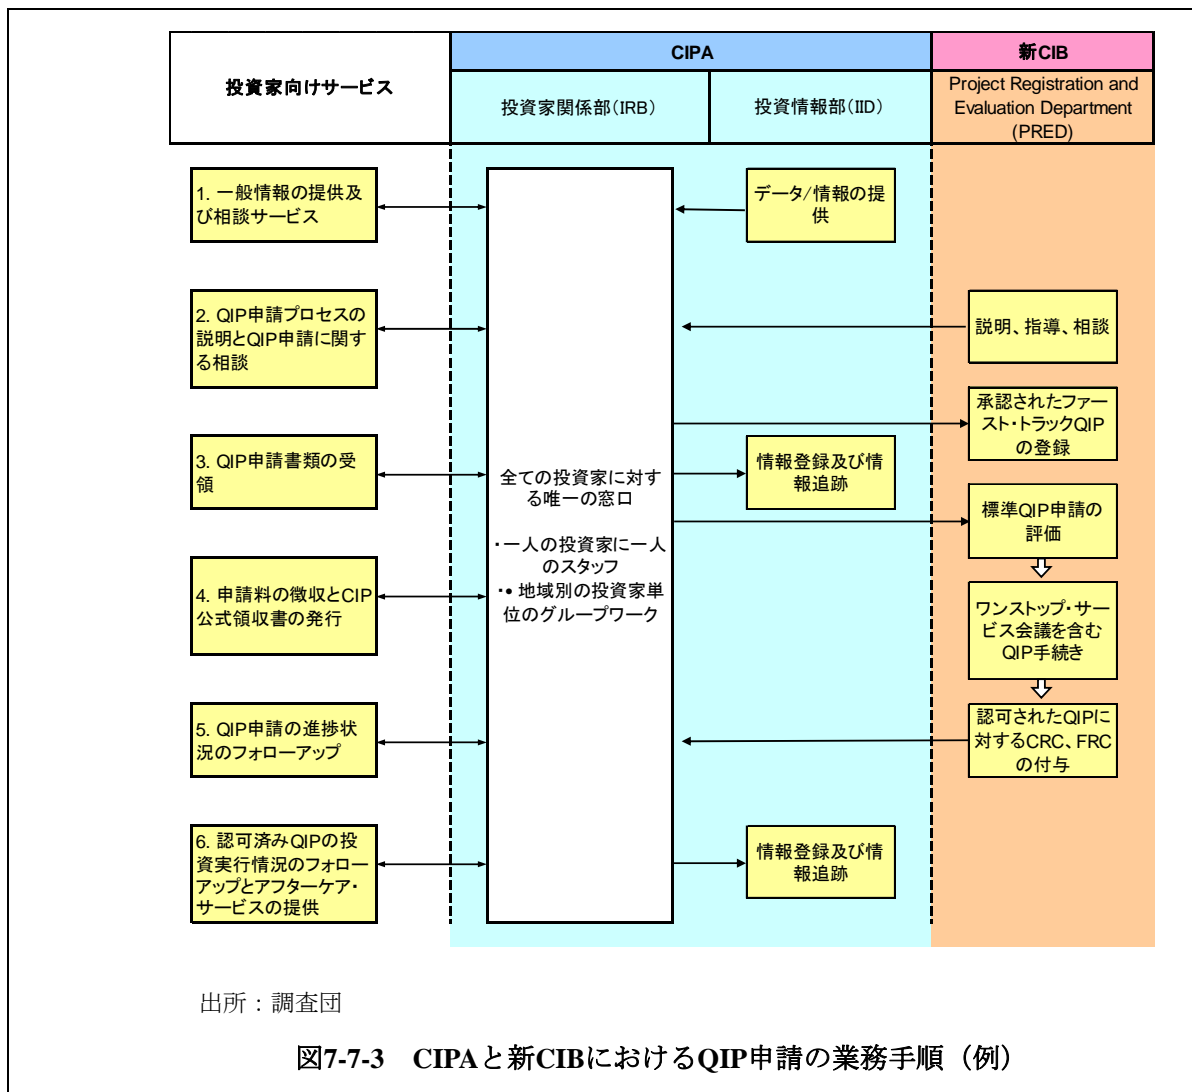 投資家向けサービス
CIPA
新CIB
投資家関係部(IRB)
投資情報部(IID)
Project Registration and
Evaluation Department
(PRED)
1. 一般情報の提供及
び相談サービス
データ/情報の提
供
2. QIP申請プロセスの
説明とQIP申請に関す
る相談
説明、指導、相談
承認されたファー
スト・トラックQIP
の登録
3. QIP申請書類の受
領
全ての投資家に対す
る唯一の窓口
・一人の投資家に一人
のスタッフ
・• 地域別の投資家単
位のグループワーク
情報登録及び情
報追跡
標準QIP申請の
評価
4. 申請料の徴収とCIP
公式領収書の発行
ワンストップ・サー
ビス会議を含む
QIP手続き
5. QIP申請の進捗状
況のフォローアップ
認可されたQIPに
対するCRC、FRC
の付与
6. 認可済みQIPの投
資実行情況のフォロー
アップとアフターケア・
サービスの提供
情報登録及び情
報追跡
出所：調査団
図7-7-3 CIPAと新CIBにおけるQIP申請の業務手順（例）